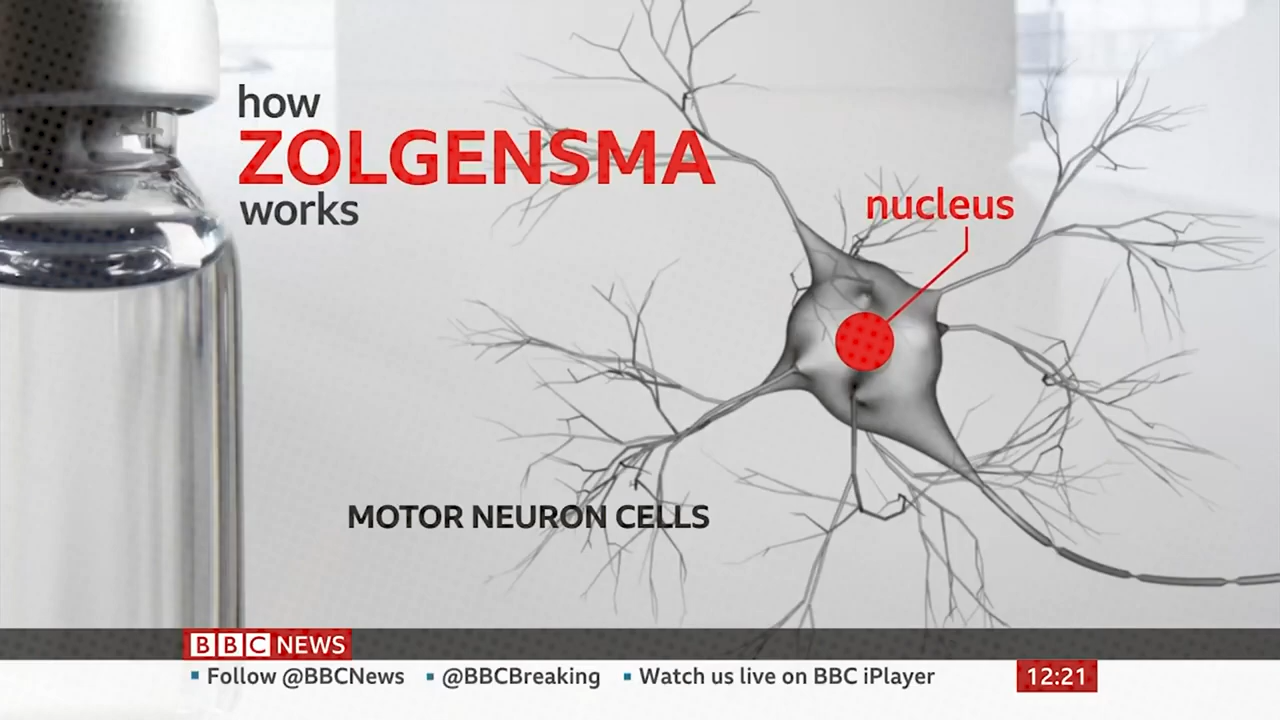 how
ZOLGENSMA
works
nucleus
MOTOR NEURON CELLS
BBC NEWS
Follow @BBCNews @BBCBreaking Watch us live on BBC iPlayer 12:21